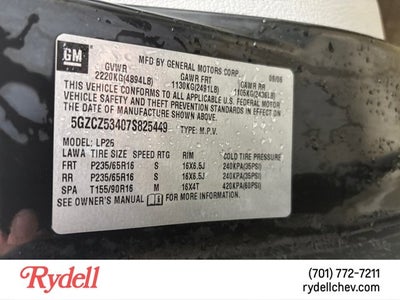 GM
MFD BY GENERAL MOTORS CORP
08/06
GVWR GAWR FRT GAWR RR
2220KG(4894LB) 1130KG(2491LB) 1105KG(2436LB)
THIS VEHICLE CONFORMS TO ALL APPLICABLE U.S. FEDERAL MOTOR
VEHICLE SAFETY AND THEFT PREVENTION STANDARDS IN EFFECT ON
THE DATE OF MANUFACTURE SHOWN ABOVE.
5GZCZ53407S825449 TYPE: M.P.V.
MODEL: LP26
LAWA TIRE SIZE SPEED RTG RIM COLD TIRE PRESSURE
FRT P235/65R16 S 16X6.5J 240KPA(35PSI)
RR P235/65R16 S 16X6.5J 240KPA(35PSI)
SPA T155/90R16 M 16X4T 420KPA(60PSI)
SEE OWNER'S MANUAL FOR ADDITIONAL INFORMATION.
Rydell
(701) 772-7211
rydellchev.com